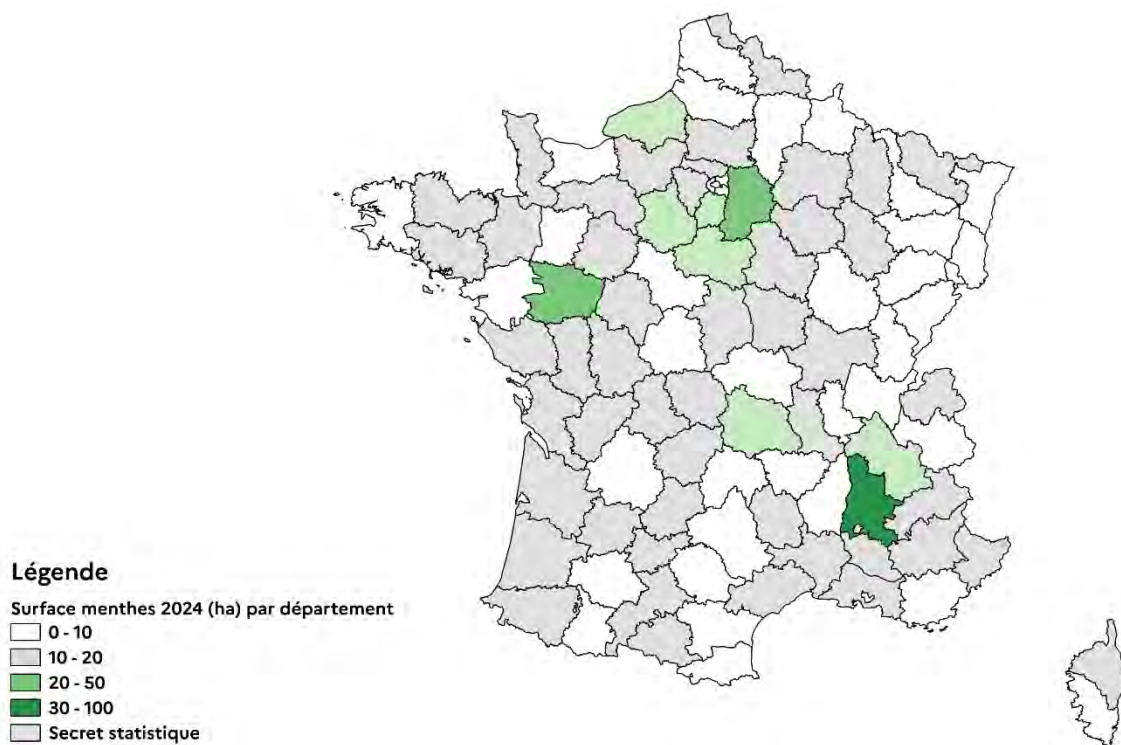 Légende
Surface menthes 2024 (ha) par département
0 - 10
10 - 20
20 - 50
30 - 100
Secret statistique